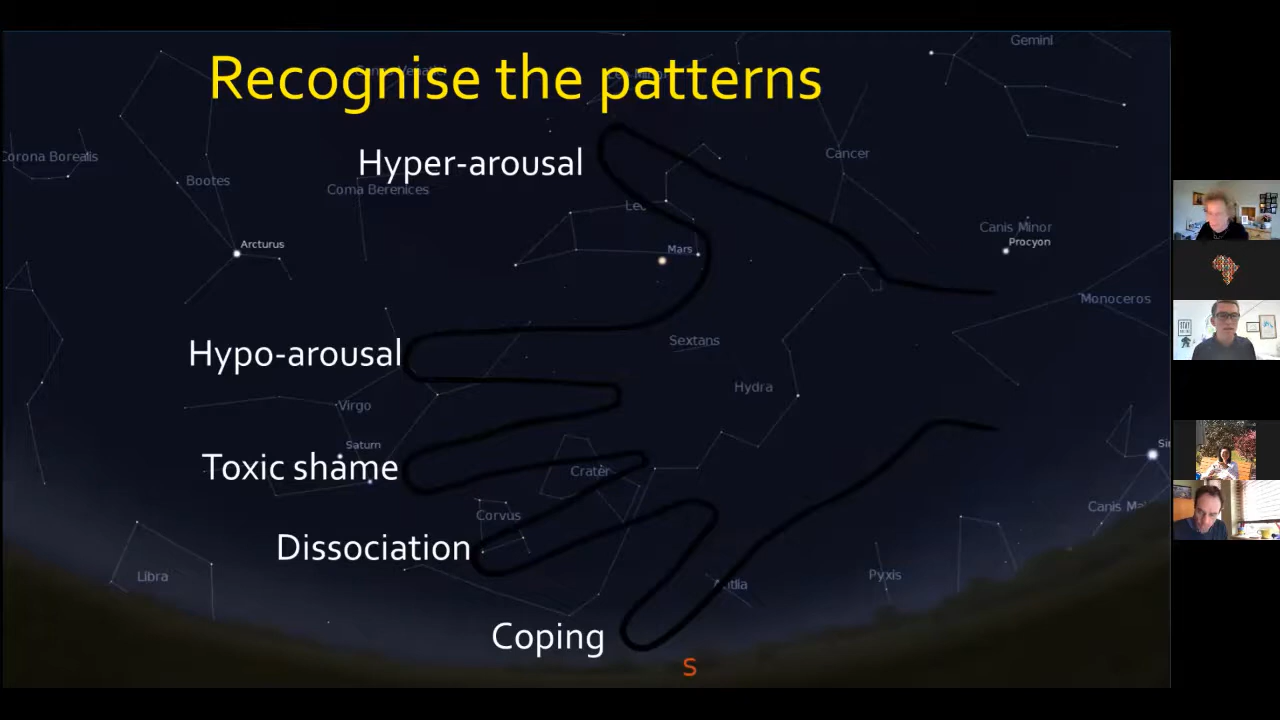 Gemini
Recognise the patterns
Hyper-arousal
Cancer
Corona Borealis
Bootes
Coma Berenices
Leo
Canis Minor
Procyon
Arcturus
Mars
Monoceros
Sextans
Hypo-arousal
Hydra
Virgo
Saturn
Toxic shame
Crater
Canis Ma
Corvus
Dissociation
Libra
Pyxis
Coping
S